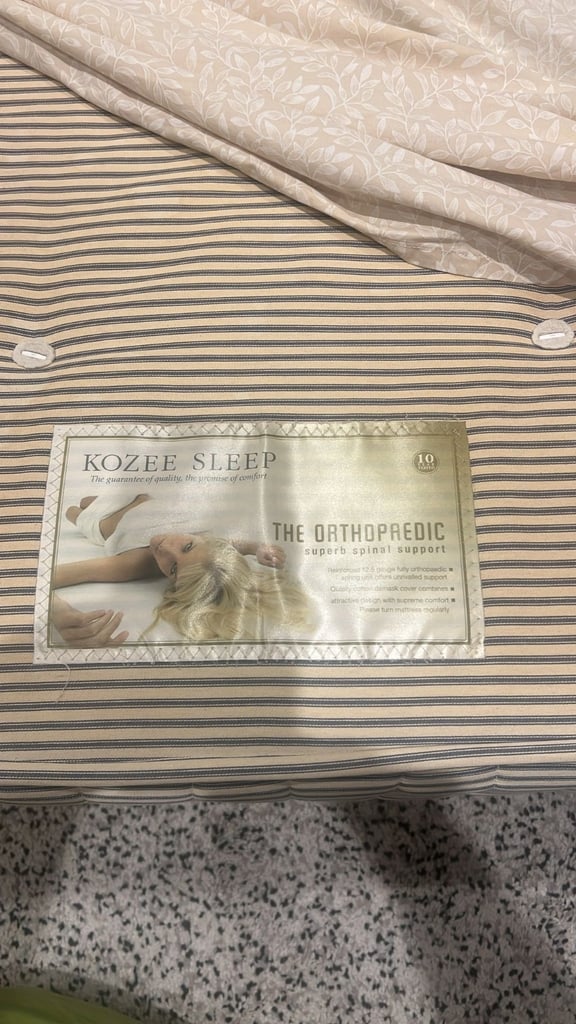 KOZEE SLEEP
The guarantee of quality, the promise of comfort
10
YEAR
THE ORTHOPAEDIC
superb spinal support
Reinforced 12.5 gauge fully orthopaedic
spring unit offers unrivalled support
Quality cotton damask cover combines
attractive design with supreme comfort
Please turn mattress regularly